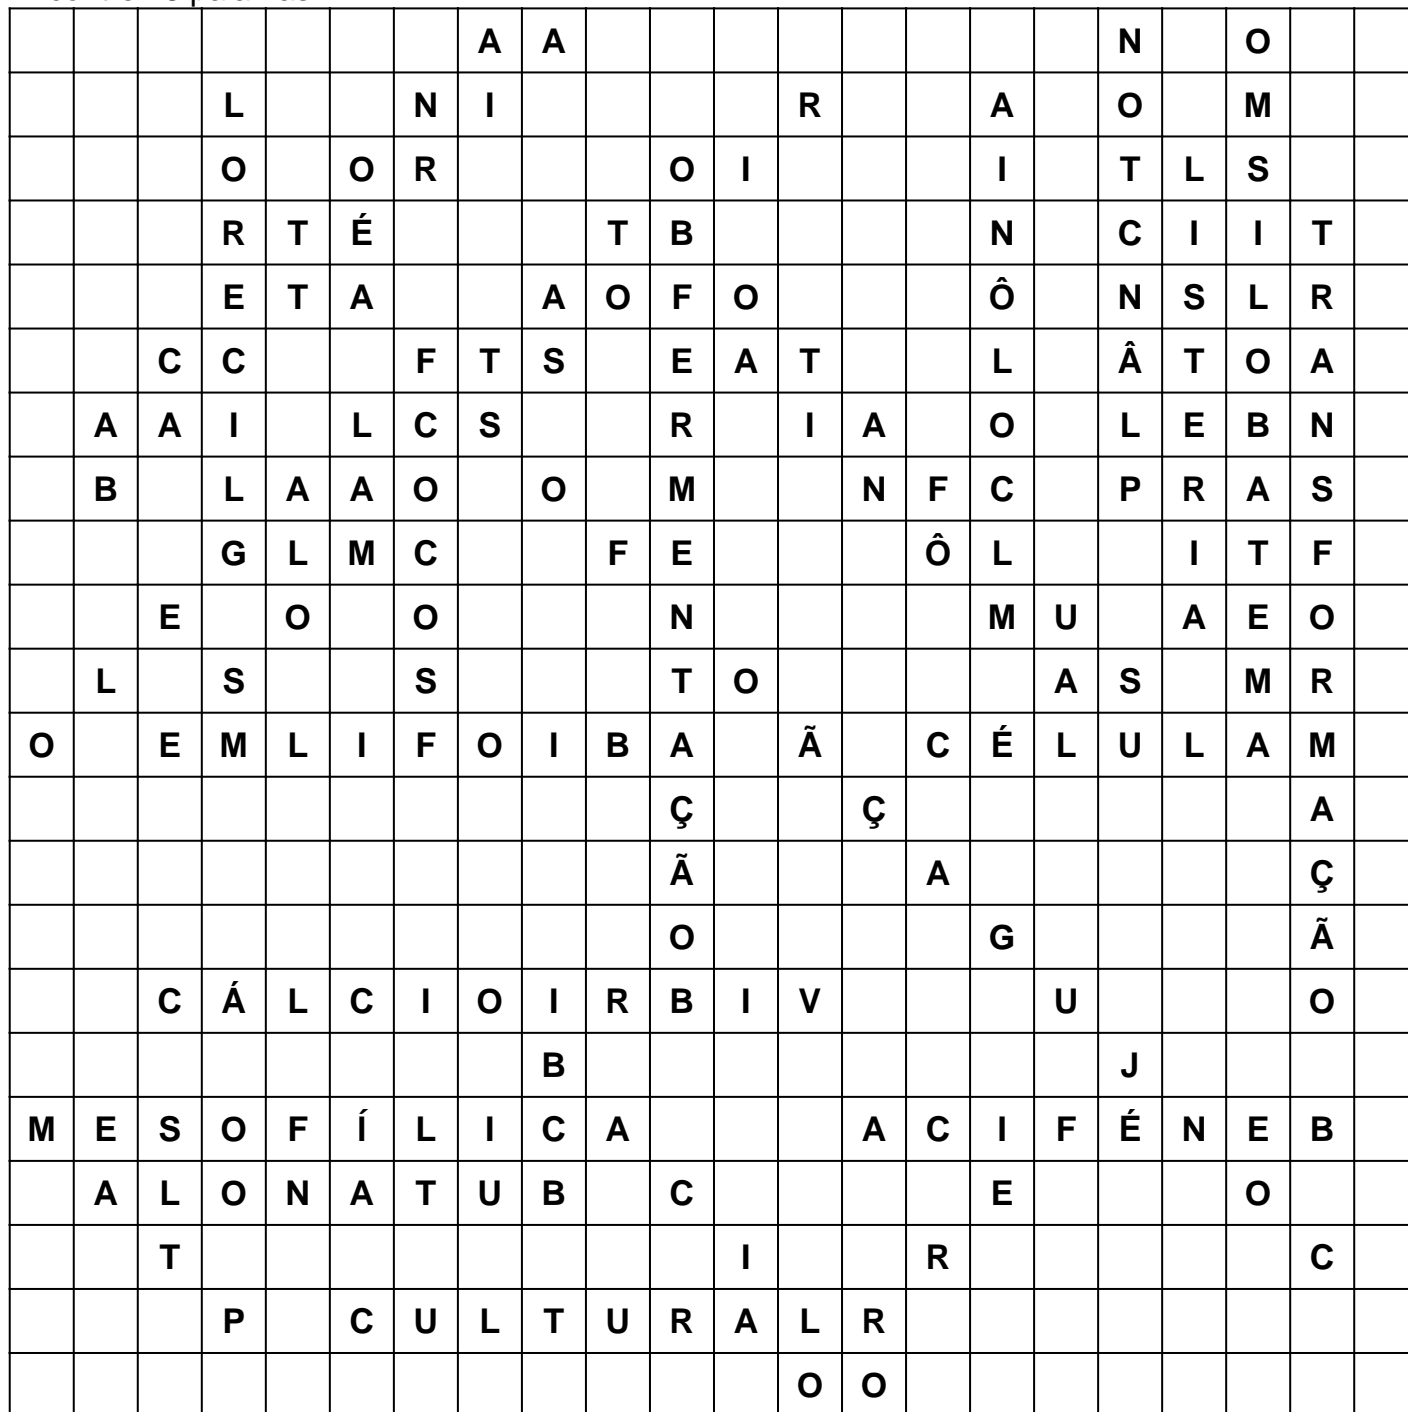 A A N O
L N I R A O M
O O R O I I T L S
R T É T B N C I I T
E T A A O F O Ô N S L R
C C F T S E A T L Â T O A
A A I L C S R I A O L E B N
B L A A O O M N F C P R A S
G L M C F E Ô L I T F
E O O N M U A E O
L S S T O A S M R
O E M L I F O I B A Ã C É L U L A M
Ç Ç A
Ã A Ç
O G Ã
C Á L C I O I R B I V U O
B J
M E S O F Í L I C A A C I F É N E B
A L O N A T U B C E O
T I R C
P C U L T U R A L R
O O